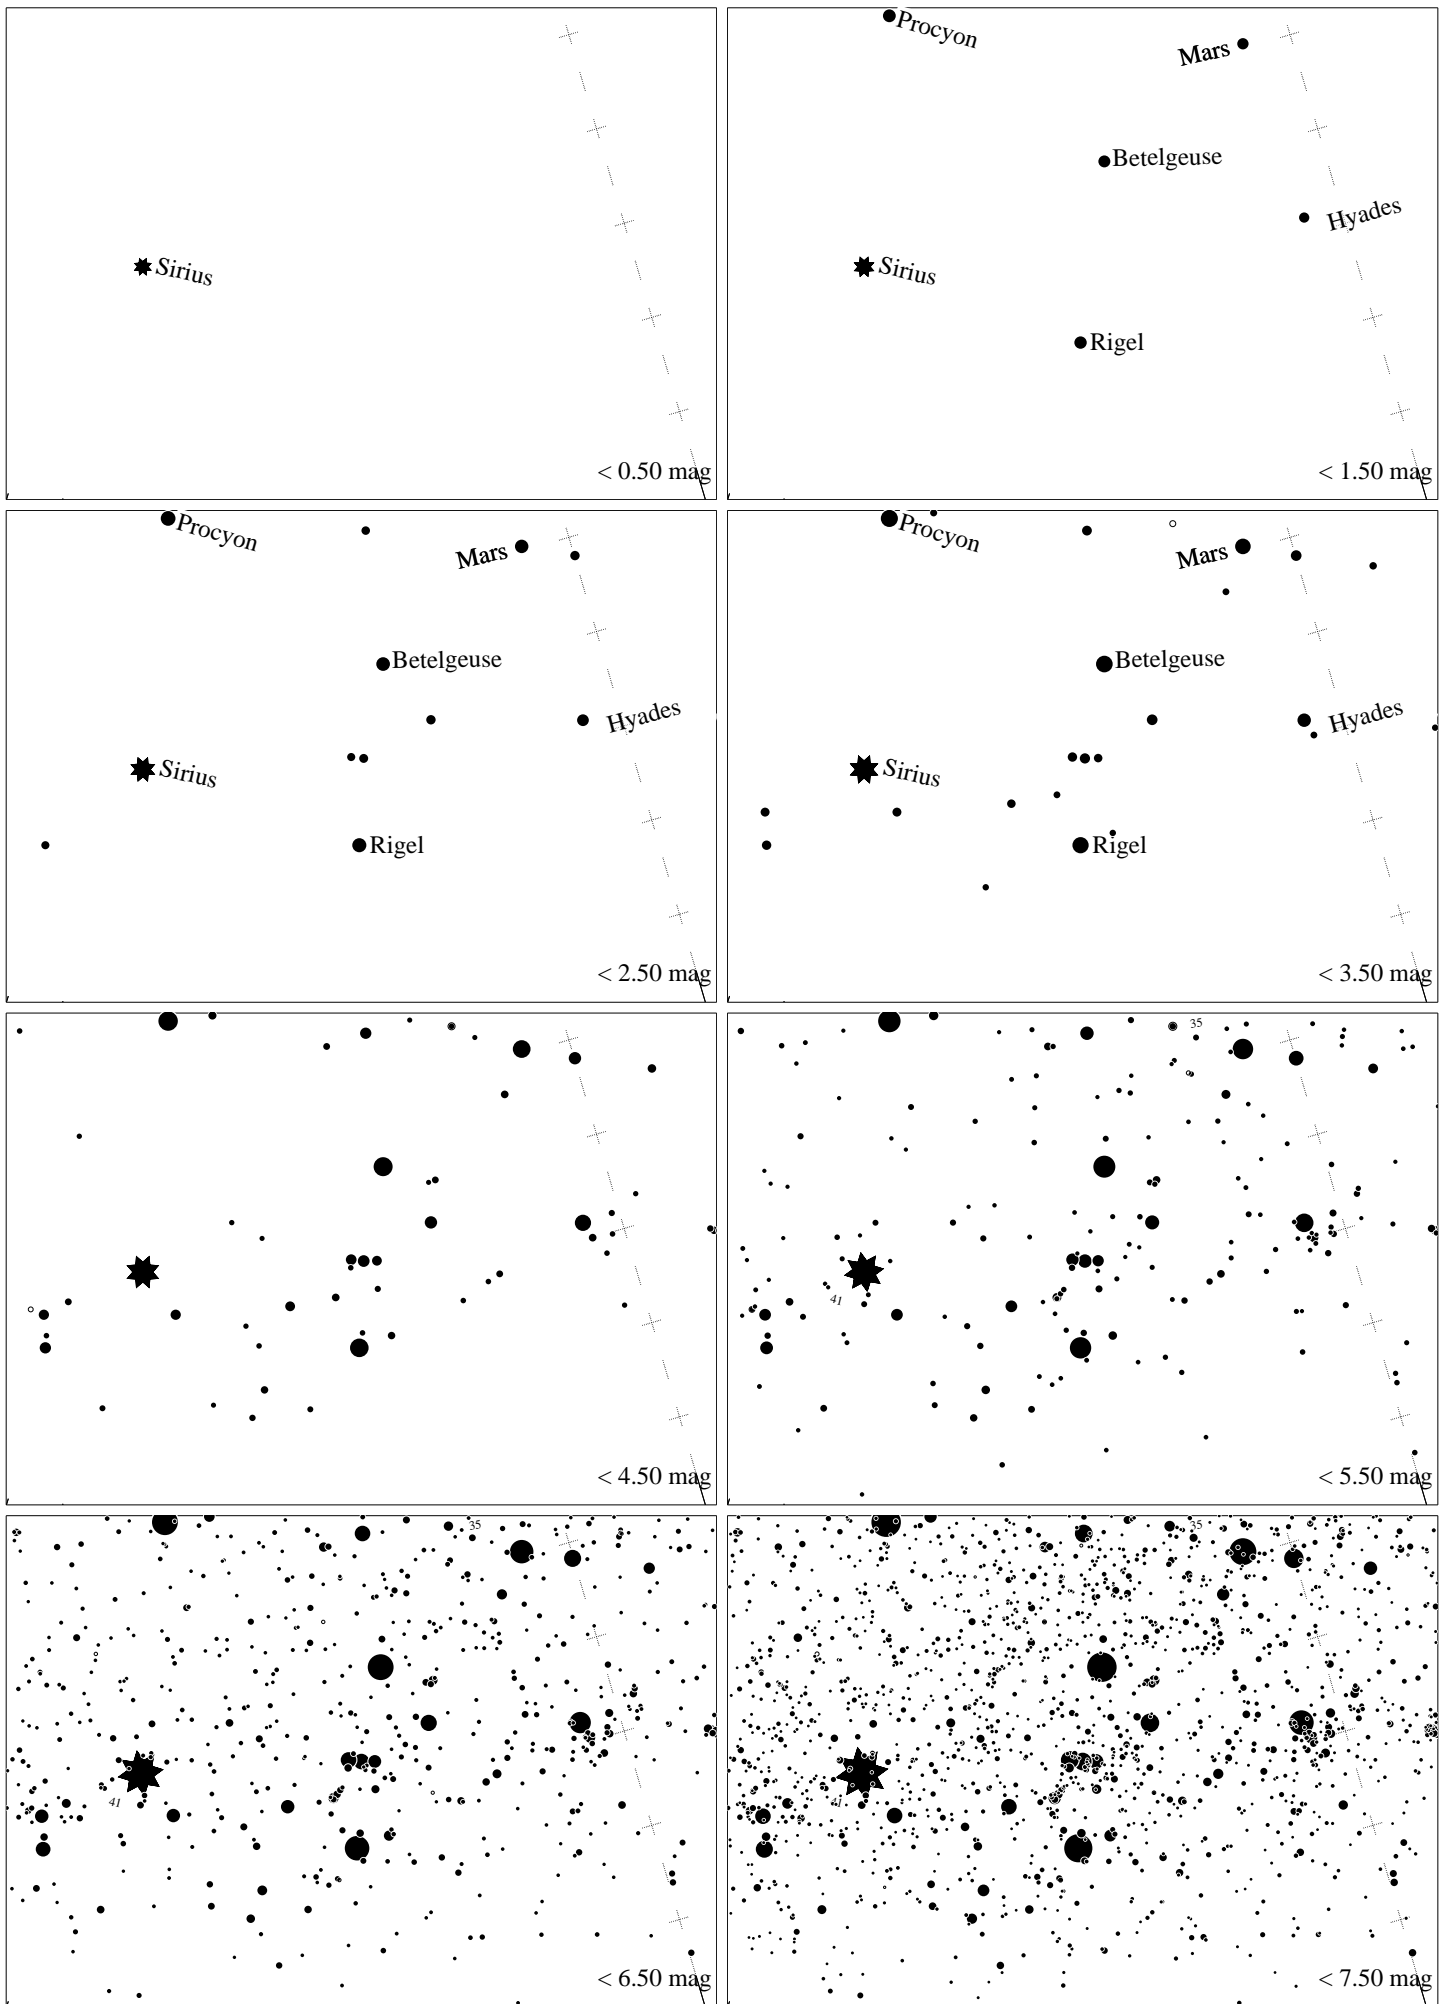 Sirius
< 0.50 mag
Procyon
Mars
Betelgeuse
Hyades
Sirius
Rigel
< 1.50 mag
Procyon
Mars
Betelgeuse
Hyades
Sirius
Rigel
< 2.50 mag
Procyon
Mars
Betelgeuse
Hyades
Sirius
Rigel
< 3.50 mag
< 4.50 mag
35
41
< 5.50 mag
35
41
< 6.50 mag
35
41
< 7.50 mag